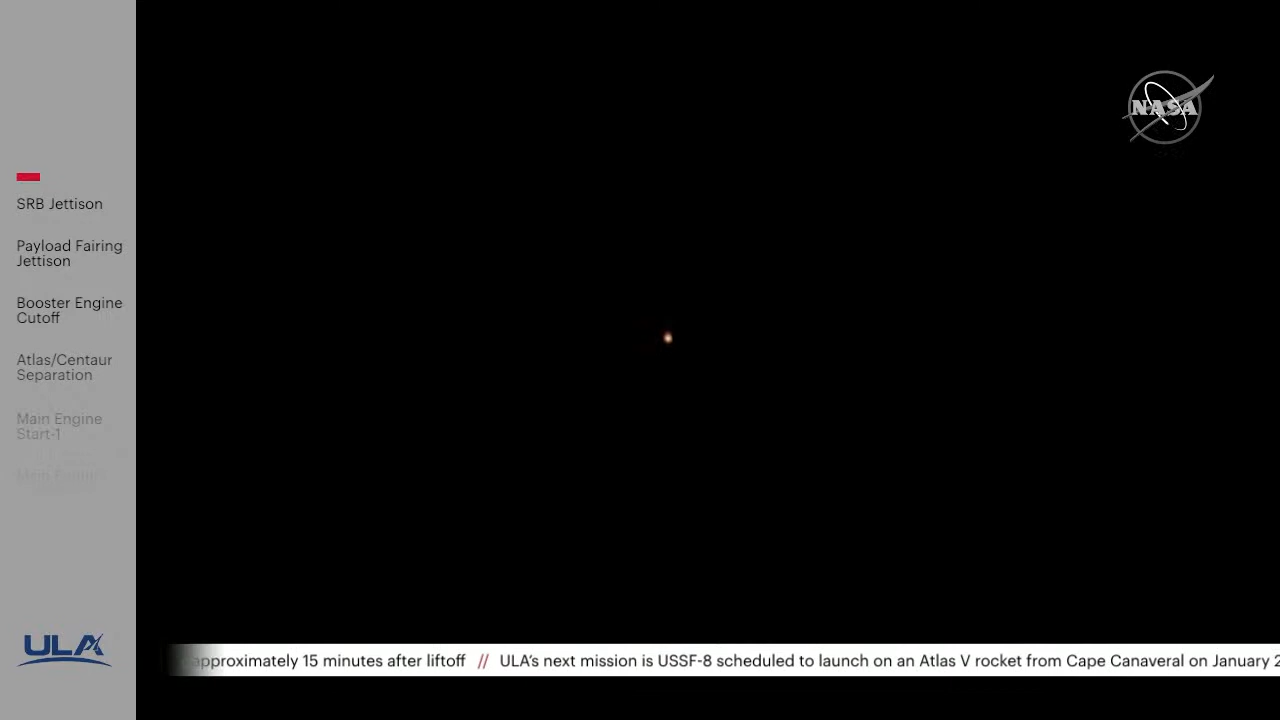 NASA
SRB Jettison
Payload Fairing
Jettison
Booster Engine
Cutoff
Atlas/Centaur
Separation
Main Engine
Start-1
ULA
approximately 15 minutes after liftoff // ULA's next mission is USSF-8 scheduled to launch on an Atlas V rocket from Cape Canaveral on January